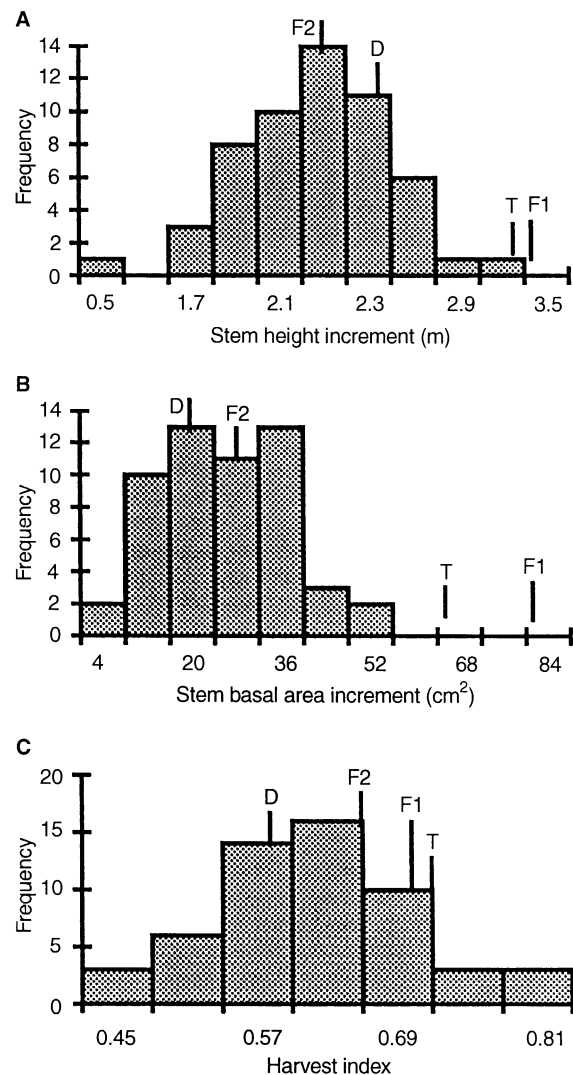 A
F2
D
14
12
10
8
6
4
2
0
Frequency
T F1
0.5 1.7 2.1 2.3 2.9 3.5
Stem height increment (m)
B
D
F2
14
12
10
8
6
4
2
0
Frequency
T
F1
4 20 36 52 68 84
Stem basal area increment (cm²)
C
20
15
10
5
0
Frequency
D
F2
F1
T
0.45 0.57 0.69 0.81
Harvest index